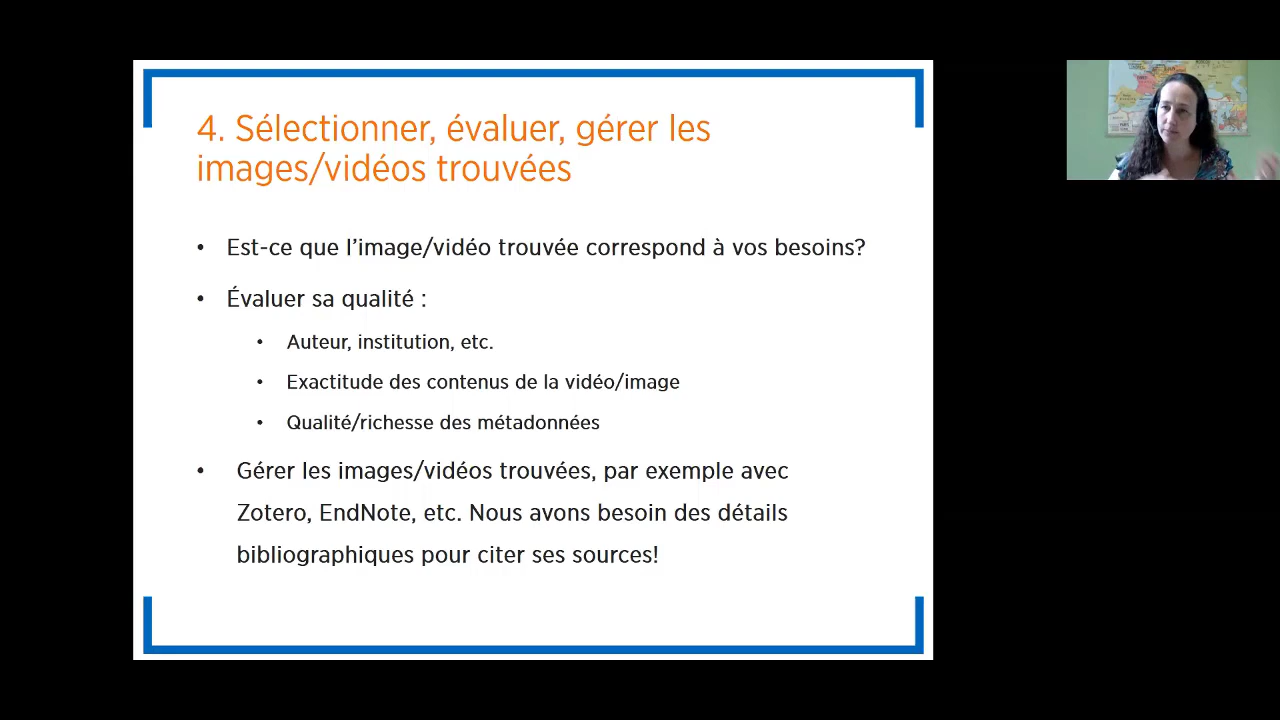 4. Sélectionner, évaluer, gérer les
images/vidéos trouvées
• Est-ce que l’image/vidéo trouvée correspond à vos besoins?
• Évaluer sa qualité :
• Auteur, institution, etc.
• Exactitude des contenus de la vidéo/image
• Qualité/richesse des métadonnées
• Gérer les images/vidéos trouvées, par exemple avec
Zotero, EndNote, etc. Nous avons besoin des détails
bibliographiques pour citer ses sources!